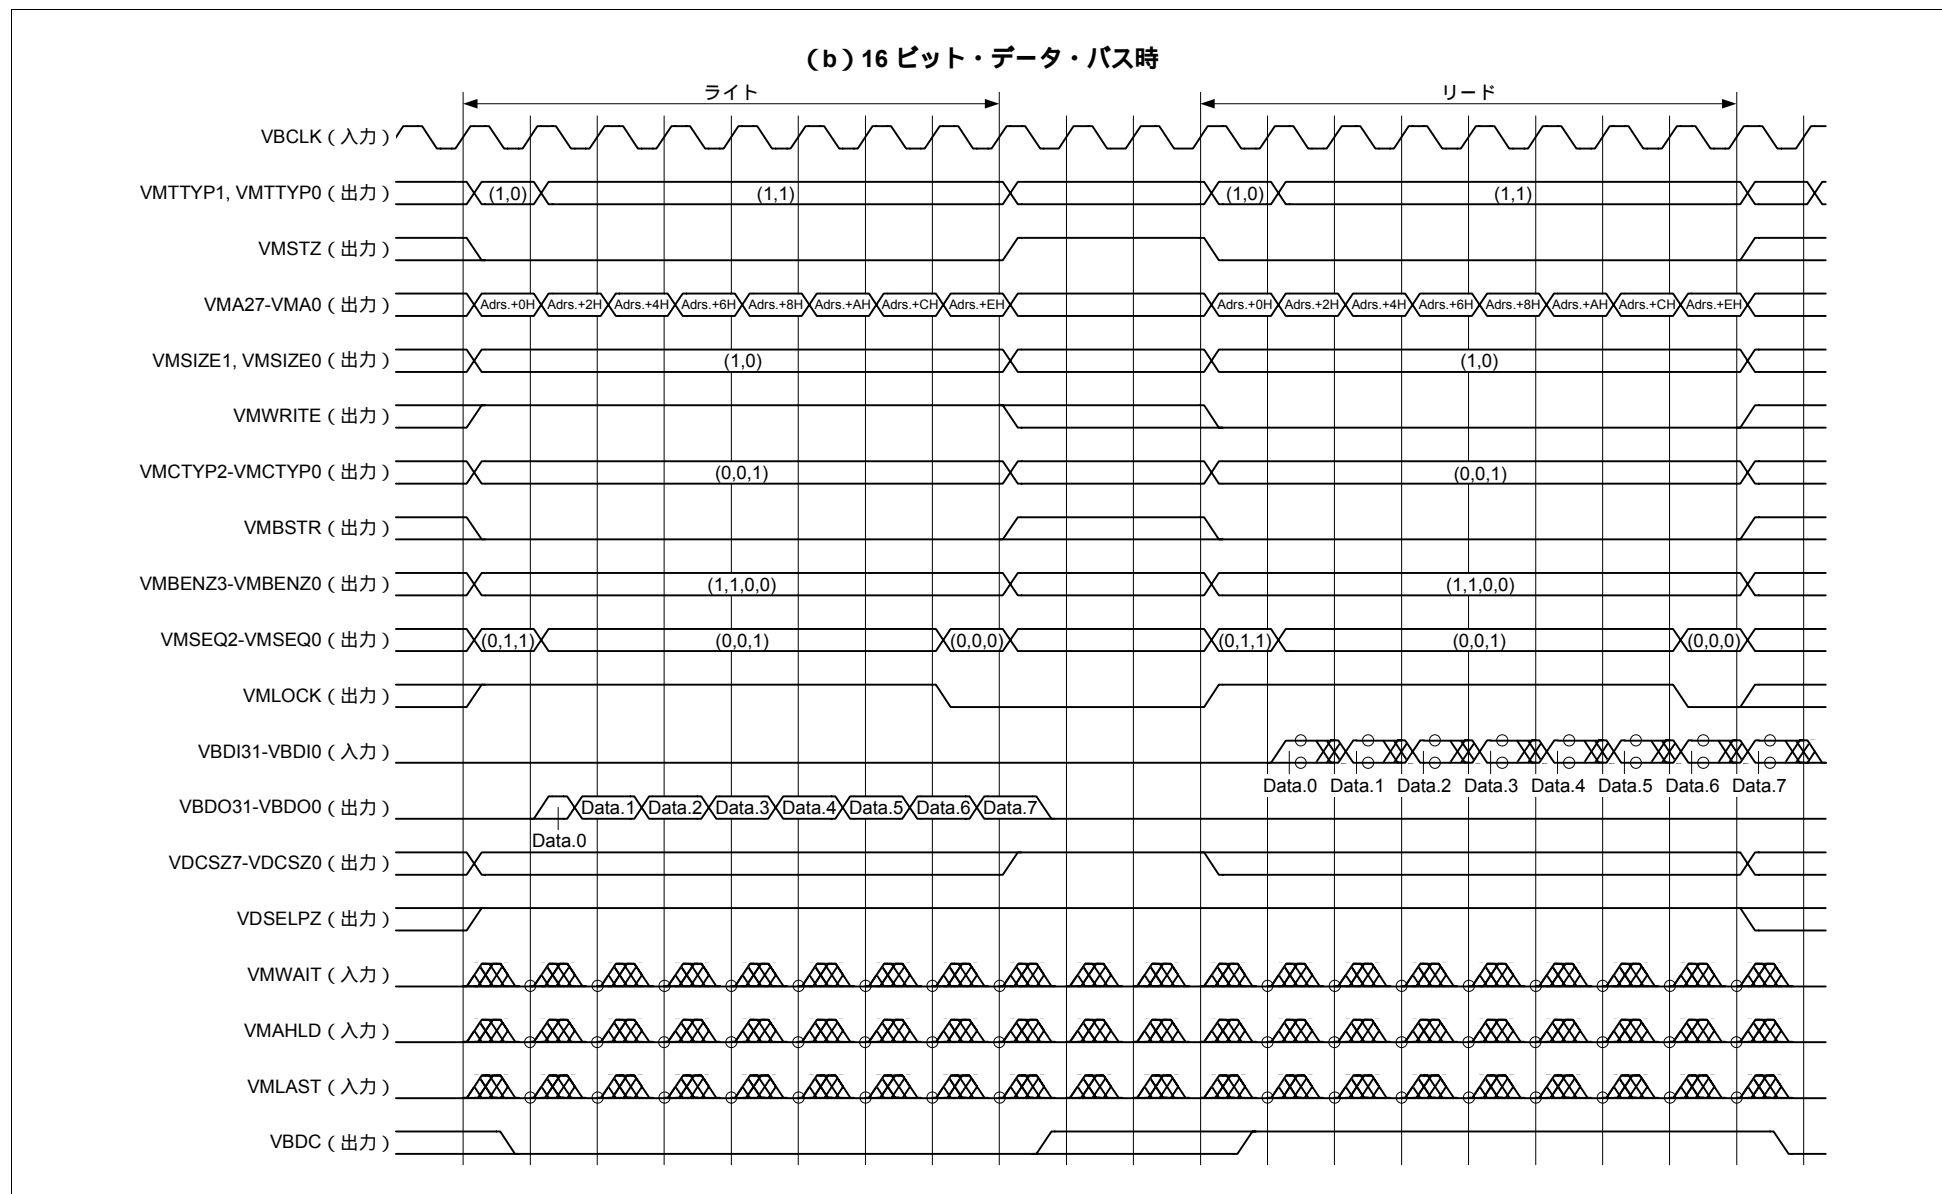 （b）16 ビット・データ・バス時
ライト リード
VBCLK（入力）
VMTTYP1, VMTTYP0（出力） (1,0) (1,1) (1,0) (1,1)
VMSTZ（出力）
VMA27-VMA0（出力） Adrs.+0H Adrs.+2H Adrs.+4H Adrs.+6H Adrs.+8H Adrs.+AH Adrs.+CH Adrs.+EH Adrs.+0H Adrs.+2H Adrs.+4H Adrs.+6H Adrs.+8H Adrs.+AH Adrs.+CH Adrs.+EH
VMSIZE1, VMSIZE0（出力） (1,0) (1,0)
VMWRITE（出力）
VMCTYP2-VMCTYP0（出力） (0,0,1) (0,0,1)
VMBSTR（出力）
VMBENZ3-VMBENZ0（出力） (1,1,0,0) (1,1,0,0)
VMSEQ2-VMSEQ0（出力） (0,1,1) (0,0,1) (0,0,0) (0,1,1) (0,0,1) (0,0,0)
VMLOCK（出力）
VBDI31-VBDI0（入力）
Data.0 Data.1 Data.2 Data.3 Data.4 Data.5 Data.6 Data.7
VBDO31-VBDO0（出力） Data.1 Data.2 Data.3 Data.4 Data.5 Data.6 Data.7
Data.0
VDCSZ7-VDCSZ0（出力）
VDSELPZ（出力）
VMWAIT（入力）
VMAHLD（入力）
VMLAST（入力）
VBDC（出力）